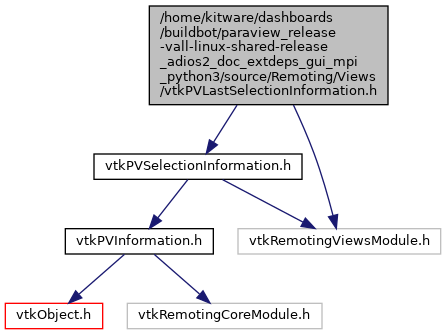 /home/kitware/dashboards
/buildbot/paraview_release
-vall-linux-shared-release
_adios2_doc_extdeps_gui_mpi
_python3/source/Remoting/Views
/vtkPVLastSelectionInformation.h
vtkPVSelectionInformation.h
vtkPVInformation.h
vtkRemotingViewsModule.h
vtkObject.h
vtkRemotingCoreModule.h